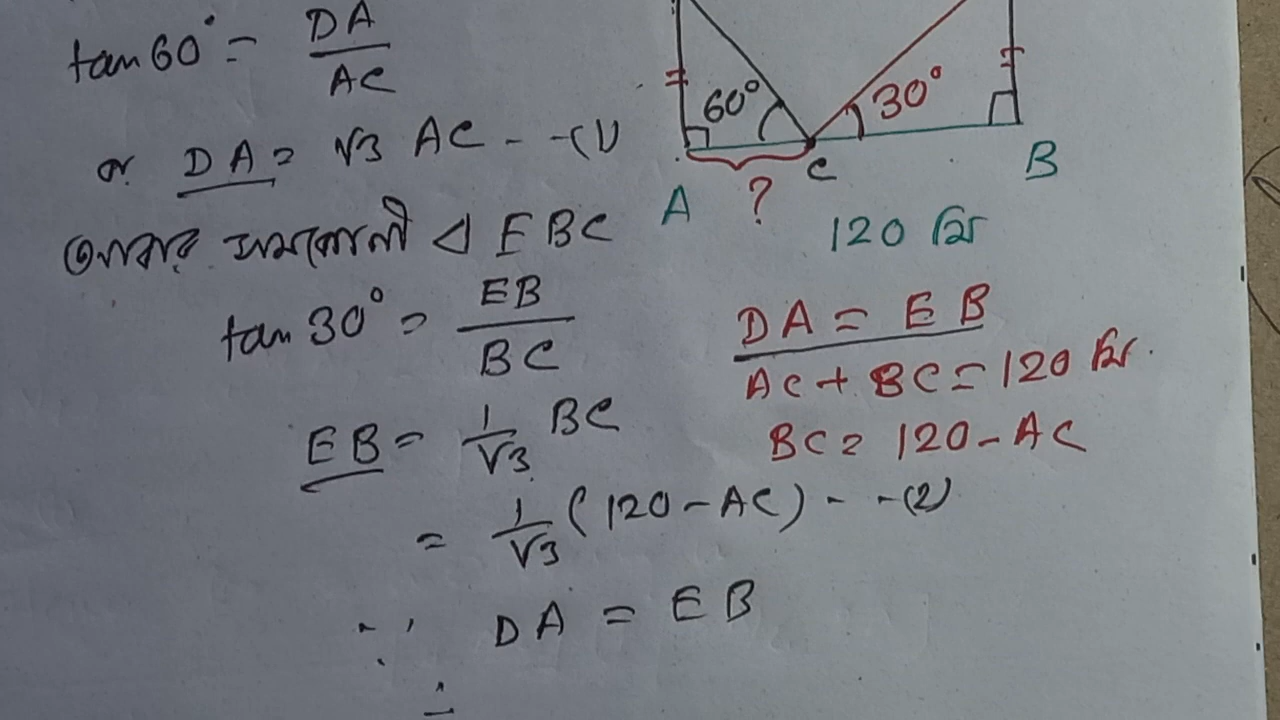 tan 60° = DA/AC
or DA = √3 AC - -(1)
আবার সমকোণী ⊲ EBC
tan 30° = EB/BC
EB = 1/√3 BC
= 1/√3 (120 - AC) - -(2)
∵ DA = EB
∴
60° 30°
A ? C B
120 মি
DA = EB
AC + BC = 120 মি.
BC = 120 - AC